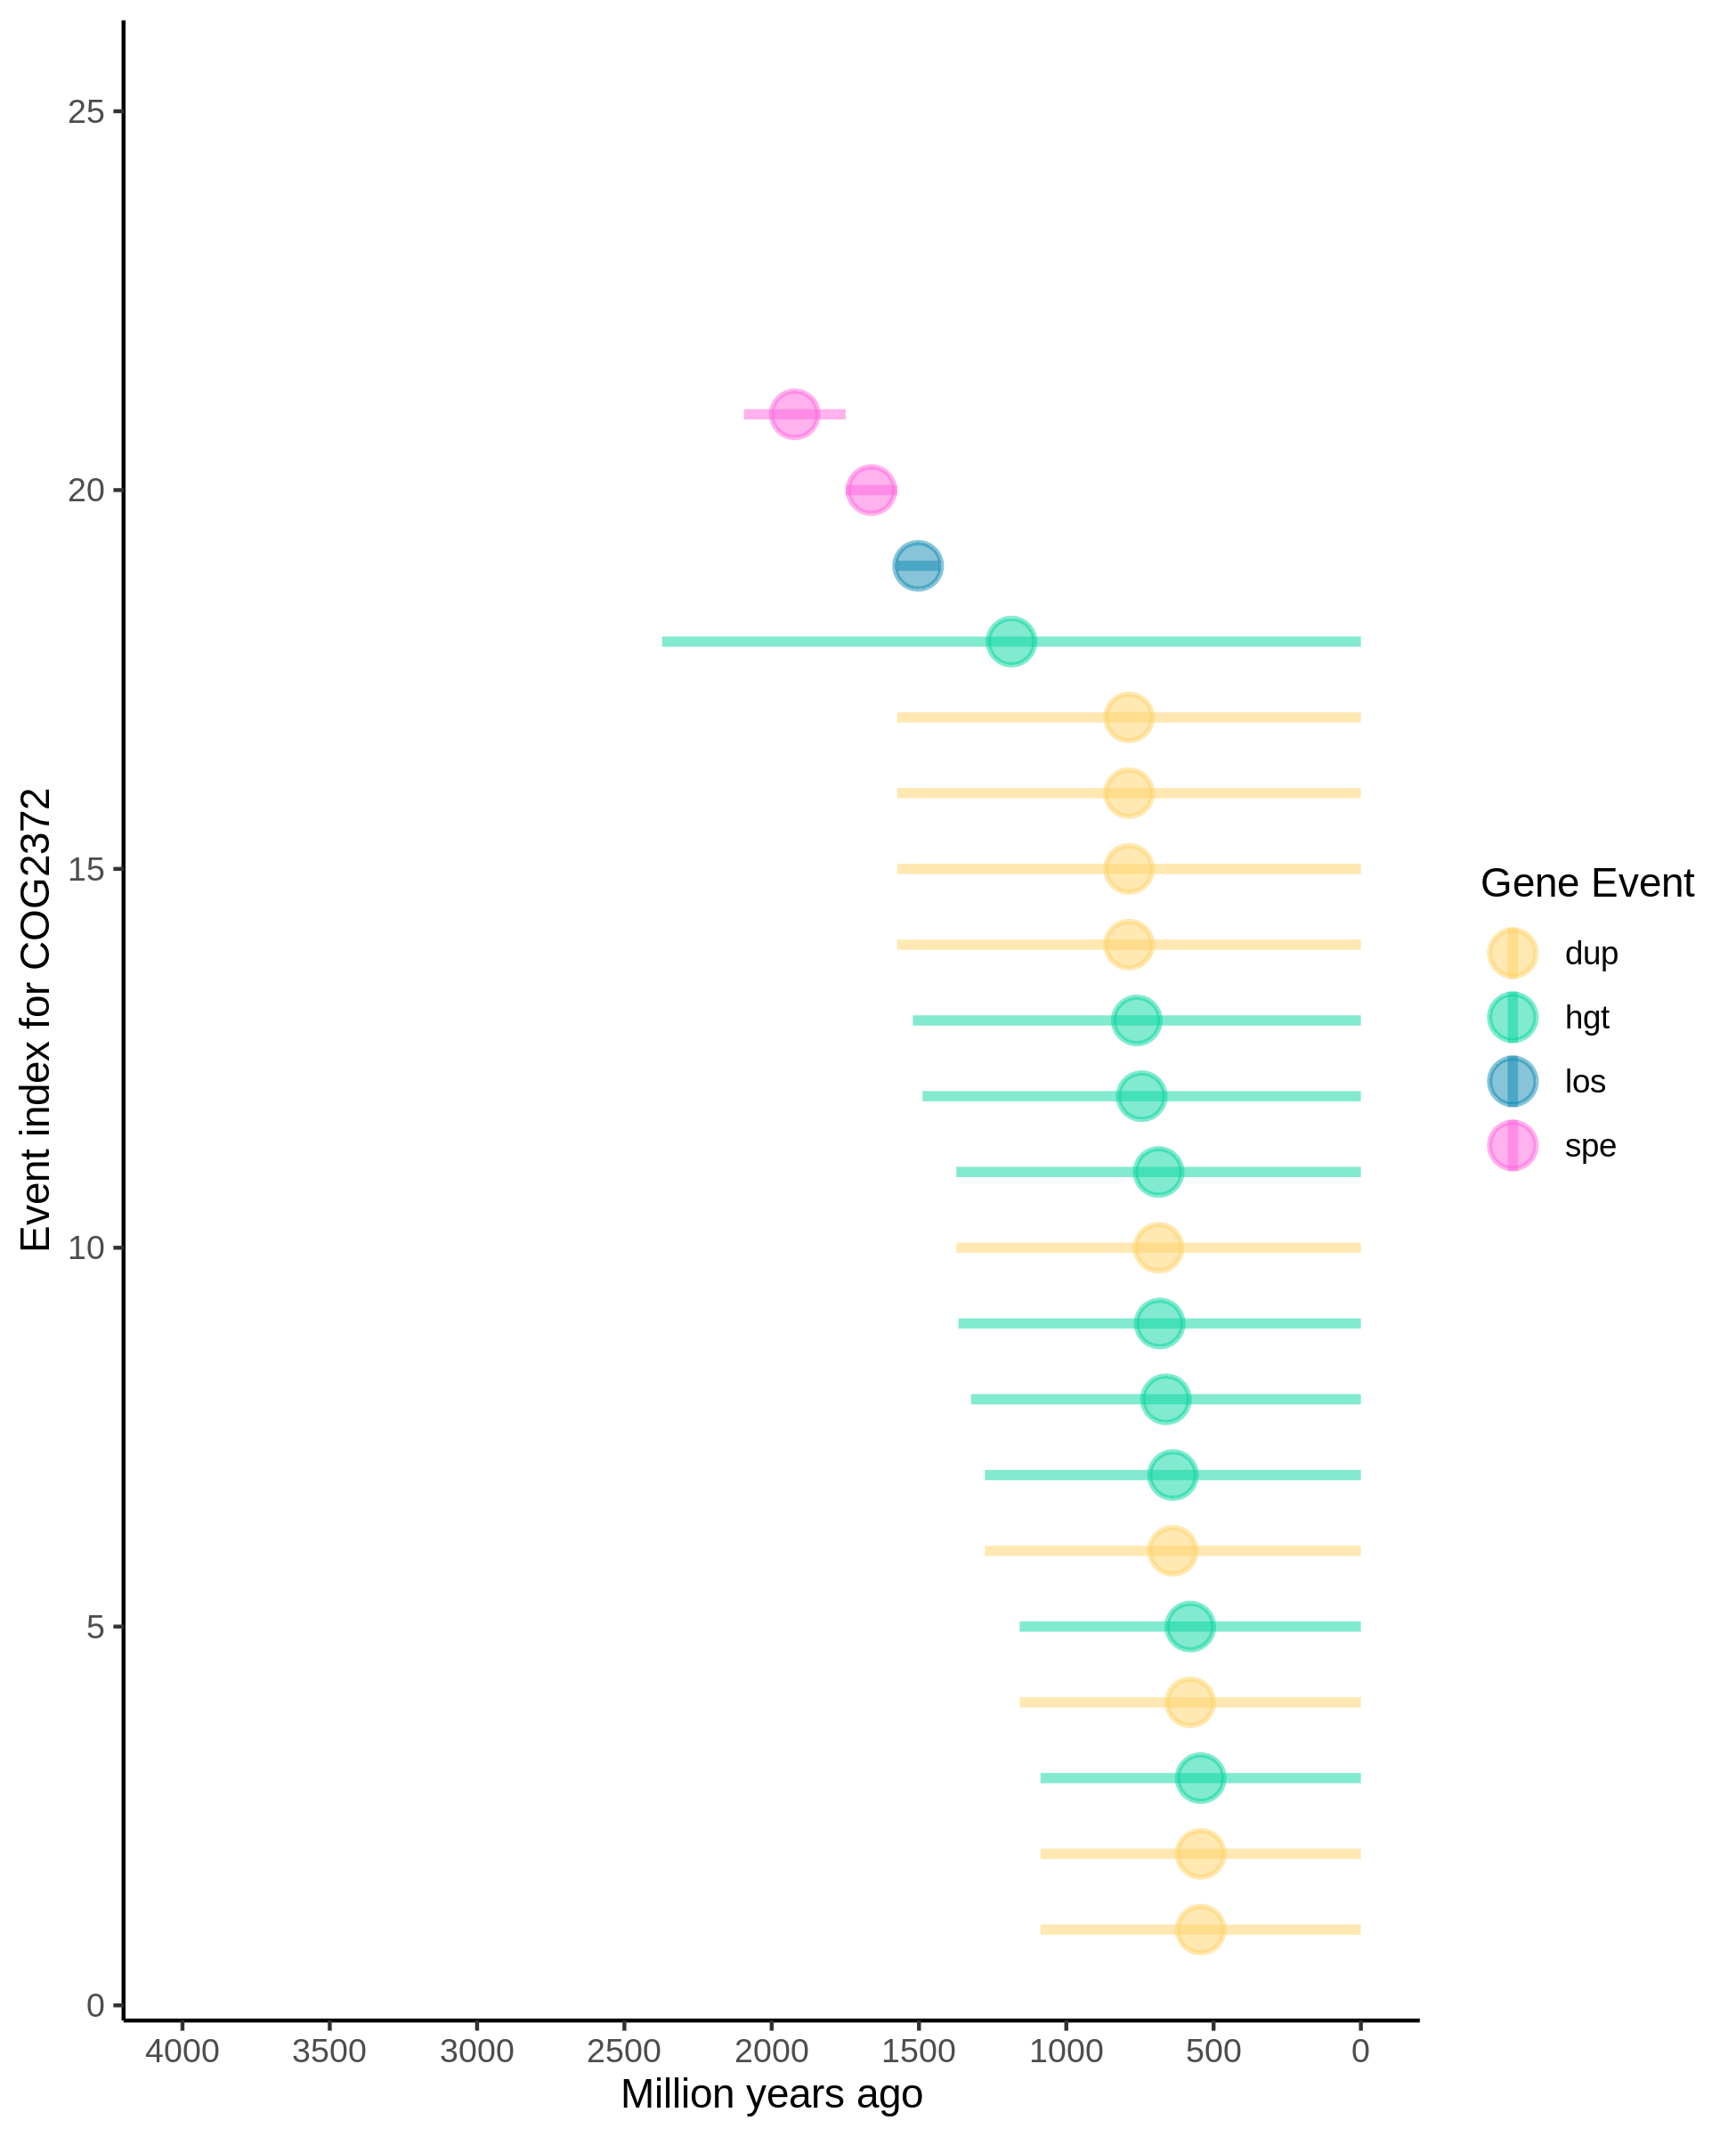 25
20
15
10
5
0
Event index for COG2372
4000 3500 3000 2500 2000 1500 1000 500 0
Million years ago
Gene Event
dup
hgt
los
spe